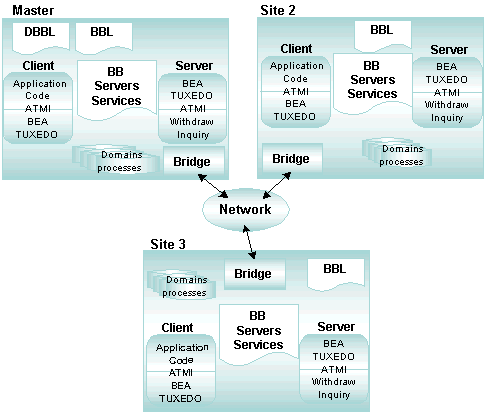 Master
DBBL
BBL
Client
Application
Code
ATMI
BEA
TUXEDO
BB
Servers
Services
Server
BEA
TUXEDO
ATMI
Withdraw
Inquiry
Domains
processes
Bridge
Site 2
BBL
Client
Application
Code
ATMI
BEA
TUXEDO
BB
Servers
Services
Server
BEA
TUXEDO
ATMI
Withdraw
Inquiry
Bridge
Domains
processes
Network
Site 3
Domains
processes
Bridge
BBL
Client
Application
Code
ATMI
BEA
TUXEDO
BB
Servers
Services
Server
BEA
TUXEDO
ATMI
Withdraw
Inquiry